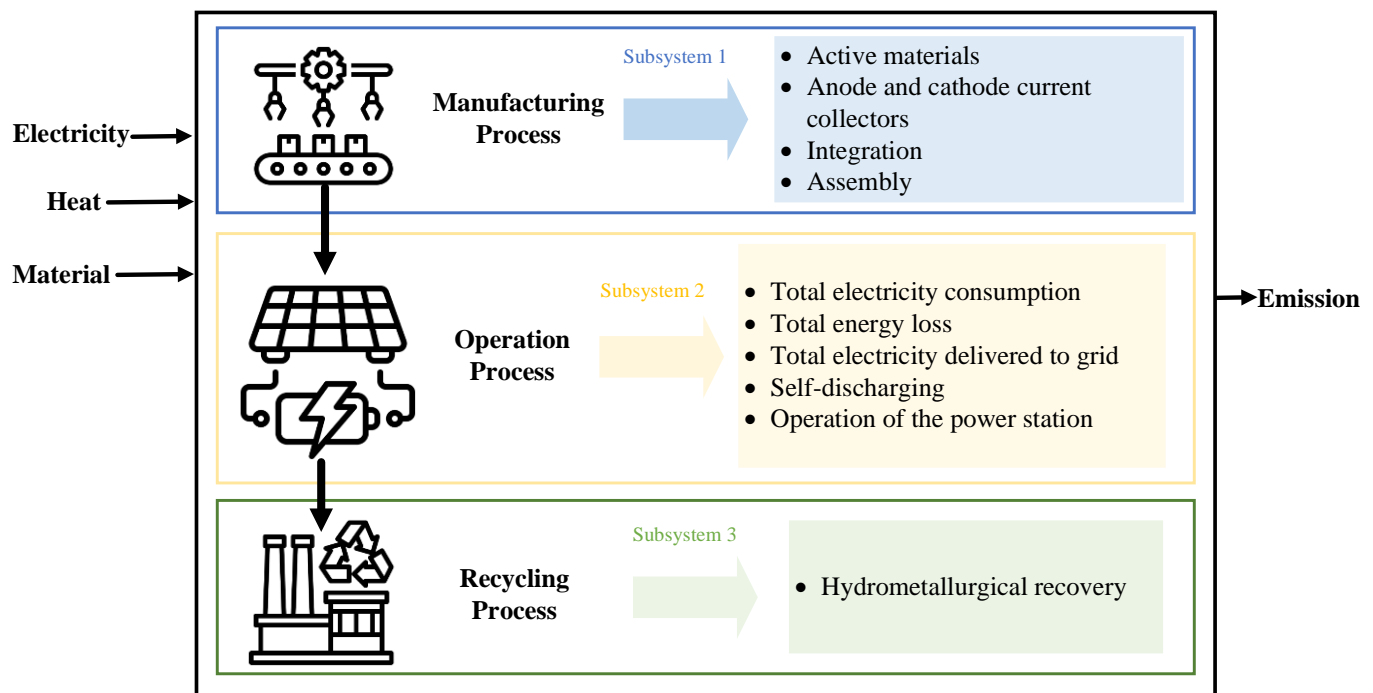 Electricity
Heat
Material
Manufacturing
Process
Subsystem 1
• Active materials
• Anode and cathode current
collectors
• Integration
• Assembly
Operation
Process
Subsystem 2
• Total electricity consumption
• Total energy loss
• Total electricity delivered to grid
• Self-discharging
• Operation of the power station
Recycling
Process
Subsystem 3
• Hydrometallurgical recovery
Emission